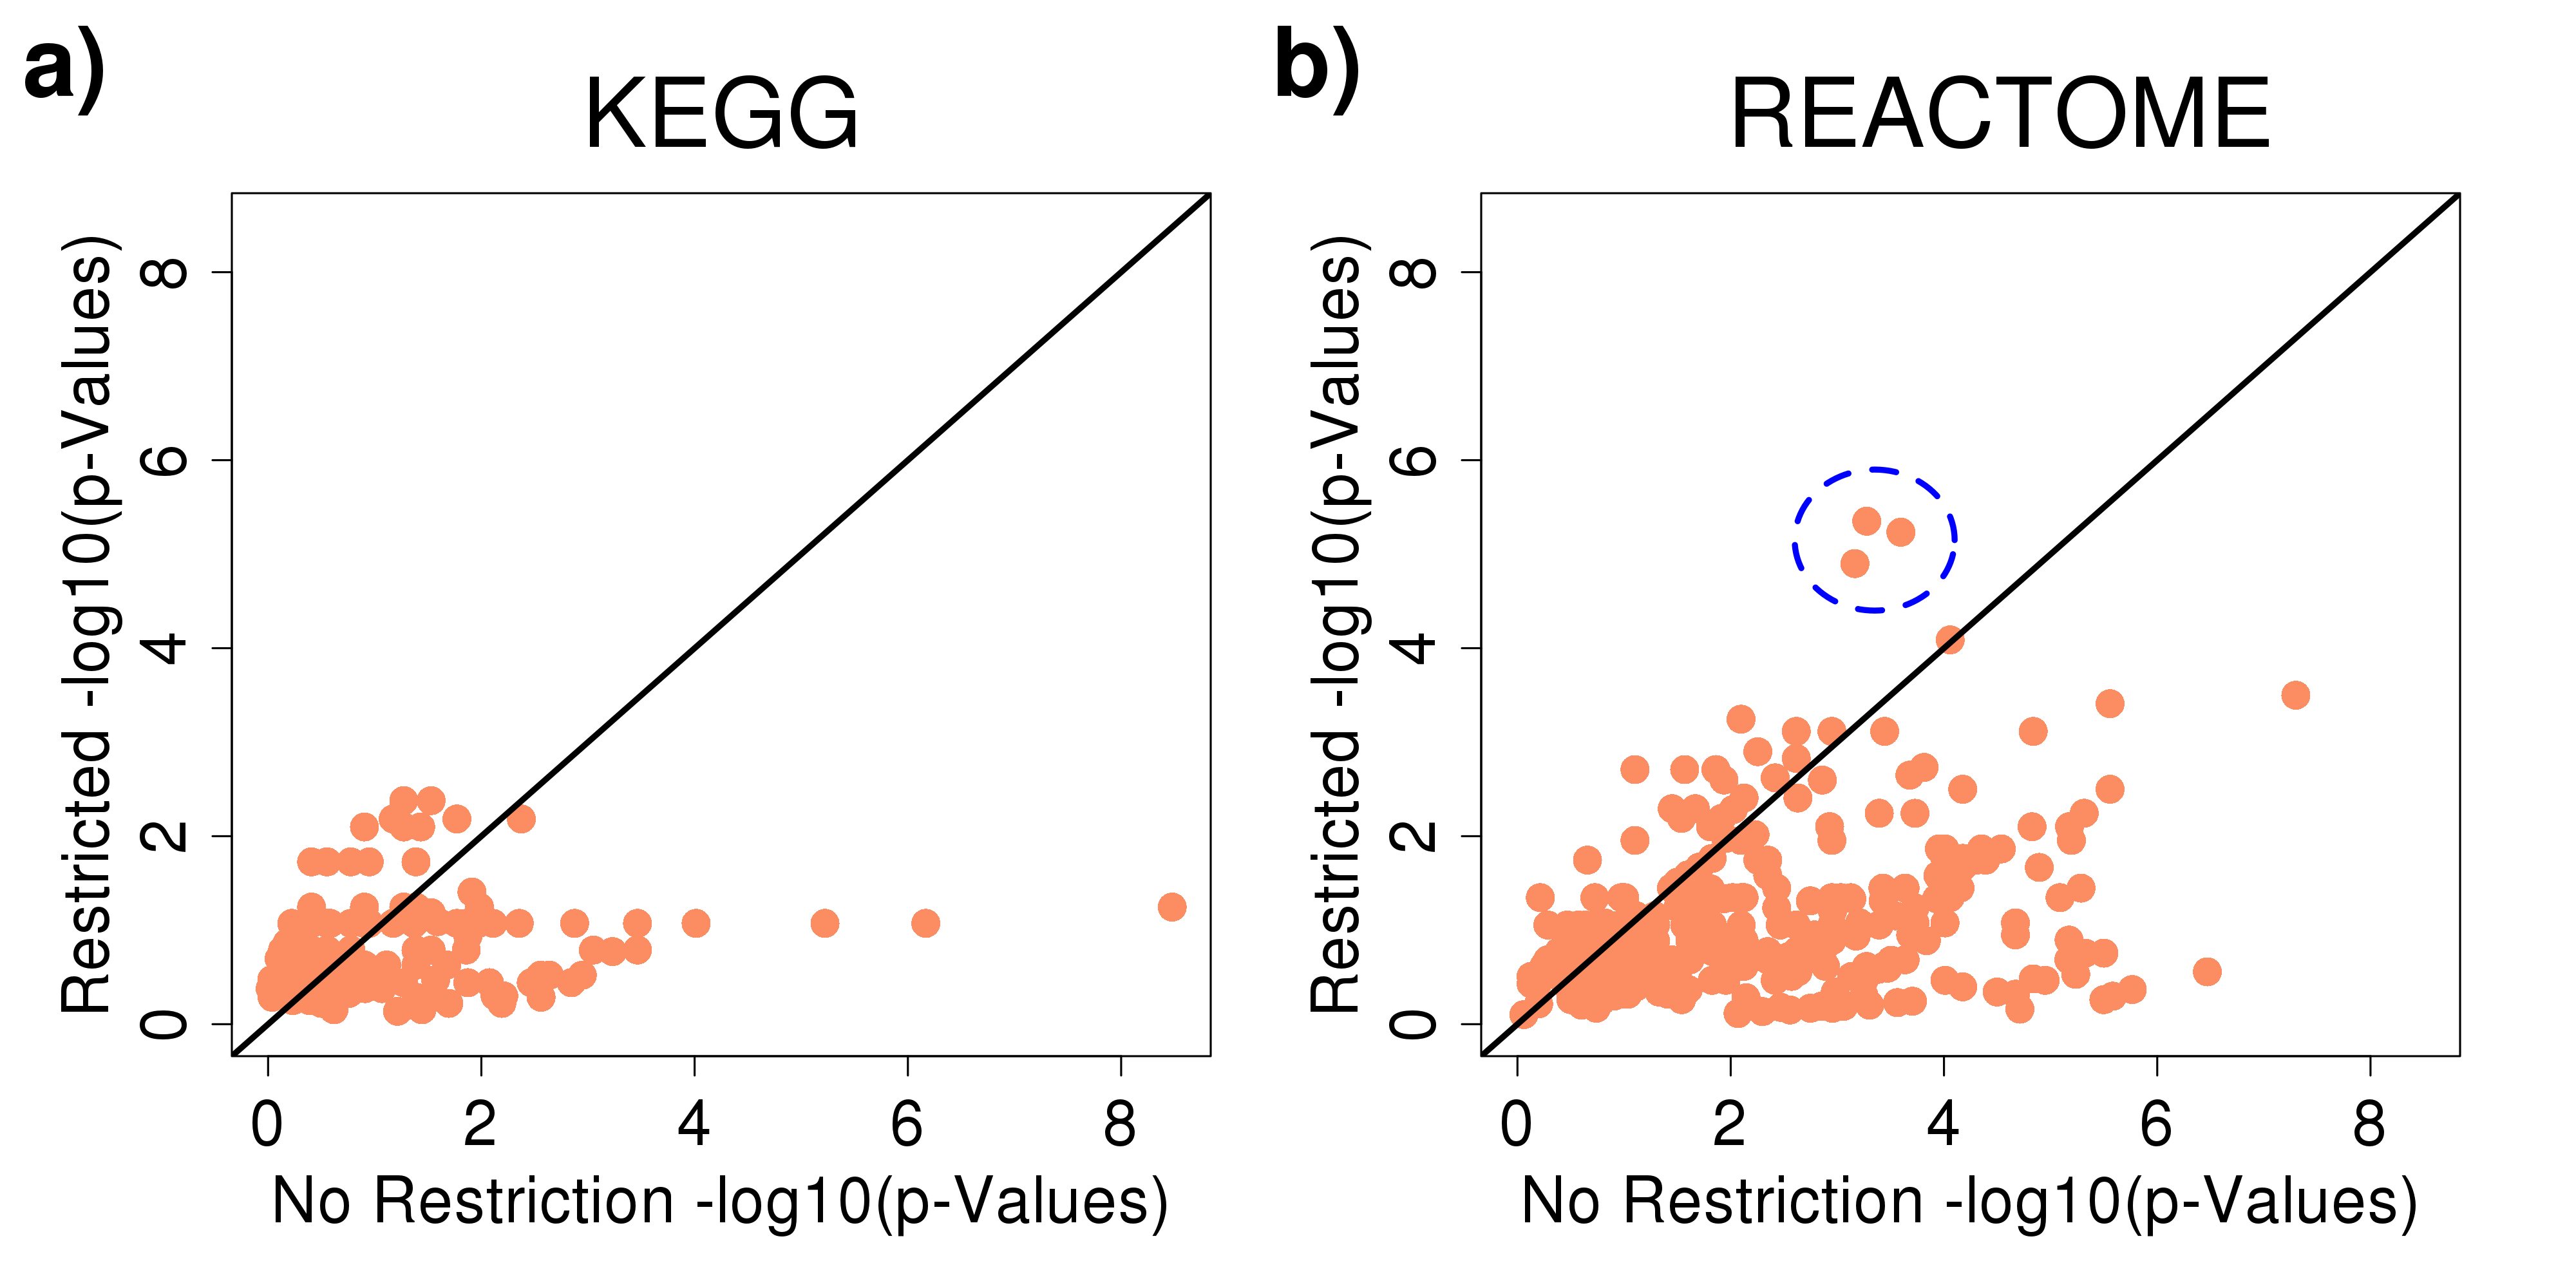 a)
KEGG
Restricted -log10(p-Values)
8
6
4
2
0
0 2 4 6 8
No Restriction -log10(p-Values)
b)
REACTOME
Restricted -log10(p-Values)
8
6
4
2
0
0 2 4 6 8
No Restriction -log10(p-Values)